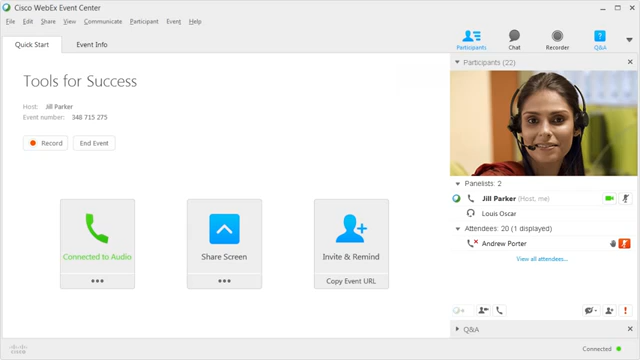 Cisco WebEx Event Center
File Edit Share View Communicate Participant Event Help
Quick Start Event Info
Participants Chat Recorder Q&A
Tools for Success
Host: Jill Parker
Event number: 348 715 275
Record End Event
Connected to Audio
Share Screen
Invite & Remind
Copy Event URL
Participants (22)
Panelists: 2
Jill Parker (Host, me)
Louis Oscar
Attendees: 20 (1 displayed)
Andrew Porter
View all attendees...
Q&A
Connected